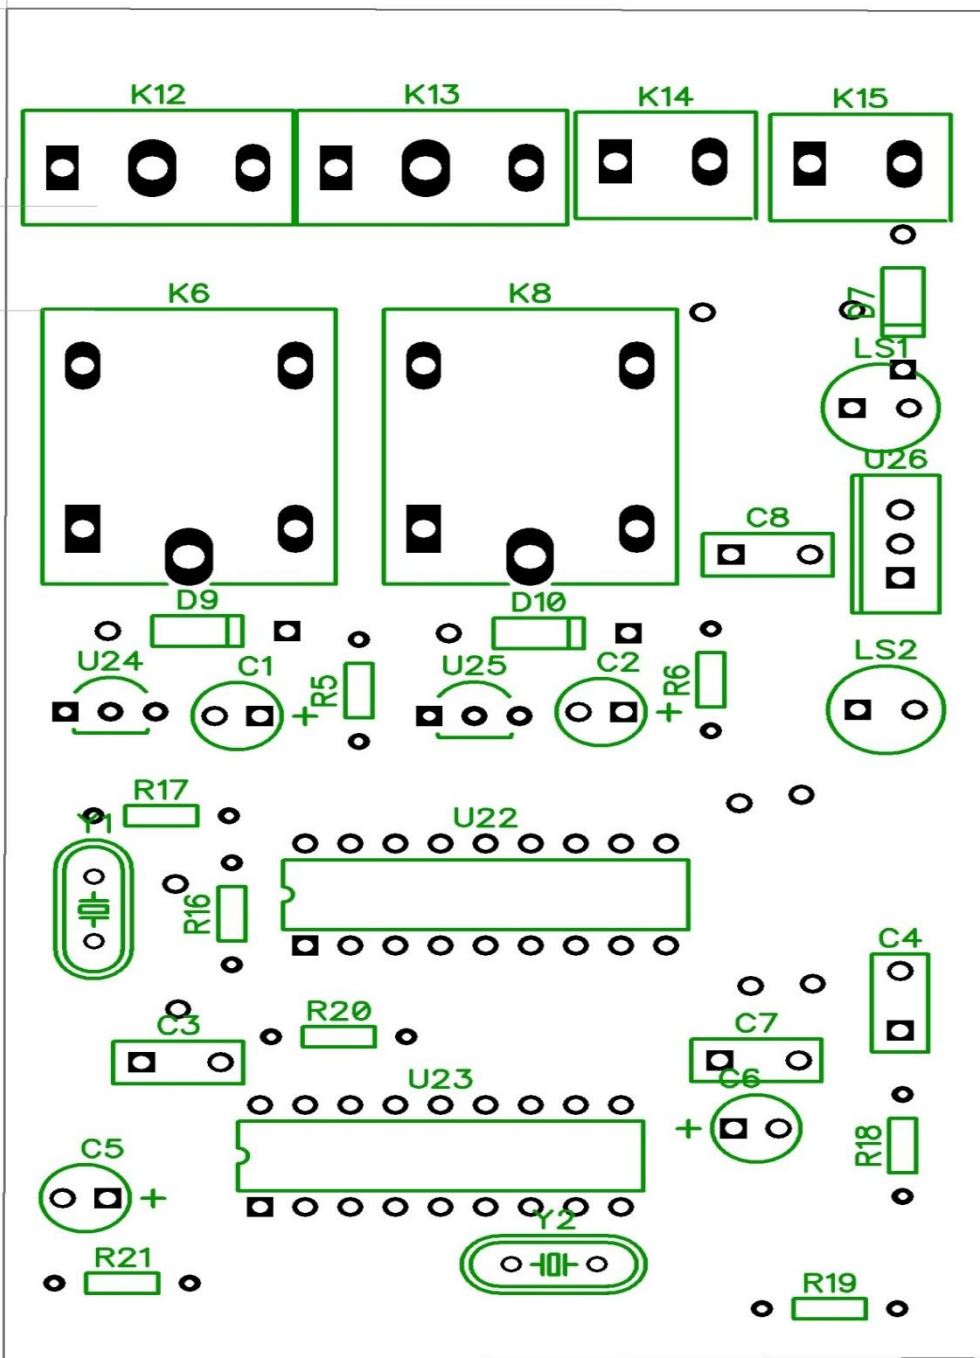 K12 K13 K14 K15
K6 K8 D7
LS1
U26
C8
D9 D10
U24 C1 R5 U25 C2 R6 LS2
+ +
R17
Y1 U22
R16
C4
R20
C3 C7
U23 C6
+
C5 R18
+
Y2
R21
R19